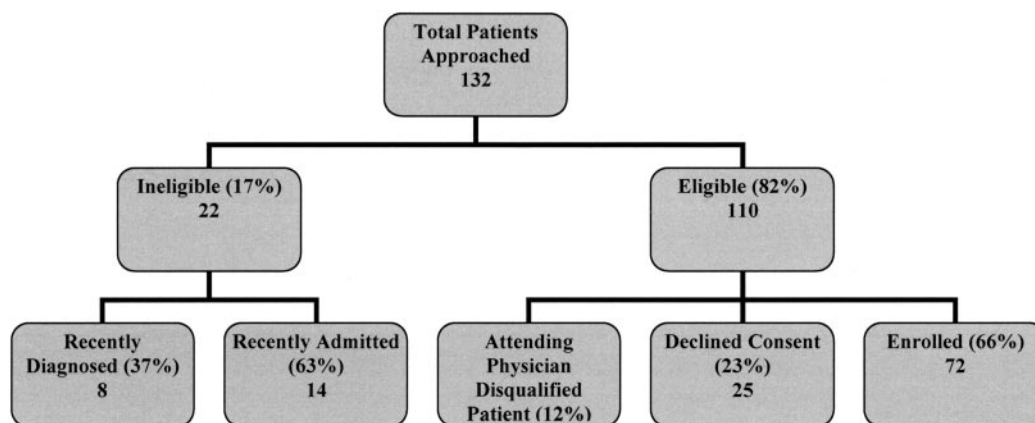 Total Patients
Approached
132
Ineligible (17%)
22
Eligible (82%)
110
Recently
Diagnosed (37%)
8
Recently Admitted
(63%)
14
Attending
Physician
Disqualified
Patient (12%)
Declined Consent
(23%)
25
Enrolled (66%)
72